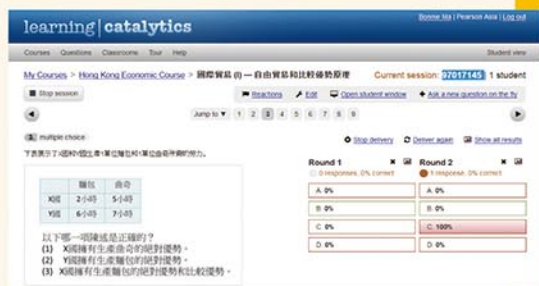 Bonnie Ma | Pearson Asia | Log out
learning | catalytics
Courses Questions Classrooms Tour Help
Student view
My Courses > Hong Kong Economic Course > 國際貿易 (I) — 自由貿易和比較優勢原理
Current session: 97017145 | 1 student
Stop session
Reactions Edit Open student window Ask a new question on the fly
Jump to ▼ 1 2 3 4 5 6 7 8 9
3. multiple choice
Stop delivery Deliver again Show all results
下表展示了X國和Y國生產1單位麵包和1單位曲奇所需的勞力。
Round 1
0 responses, 0% correct
A. 0%
B. 0%
C. 0%
D. 0%
Round 2
1 response, 0% correct
A. 0%
B. 0%
C. 100%
D. 0%
麵包 曲奇
X國 2小時 5小時
Y國 6小時 7小時
以下哪一項陳述是正確的？
(1) X國擁有生產曲奇的絕對優勢。
(2) Y國擁有生產麵包的絕對優勢。
(3) X國擁有生產麵包的絕對優勢和比較優勢。